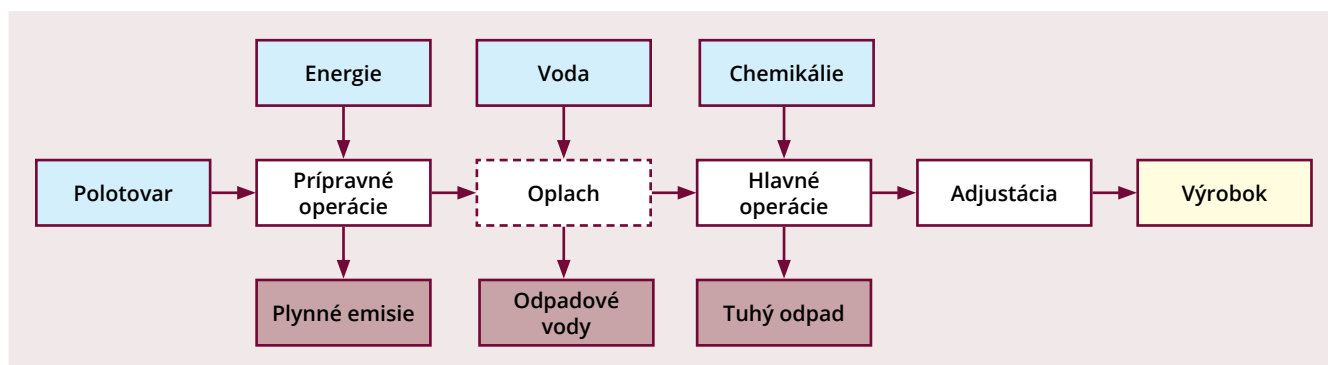 Energie
Voda
Chemikálie
Polotovar
Prípravné
operácie
Oplach
Hlavné
operácie
Adjustácia
Výrobok
Plynné emisie
Odpadové
vody
Tuhý odpad